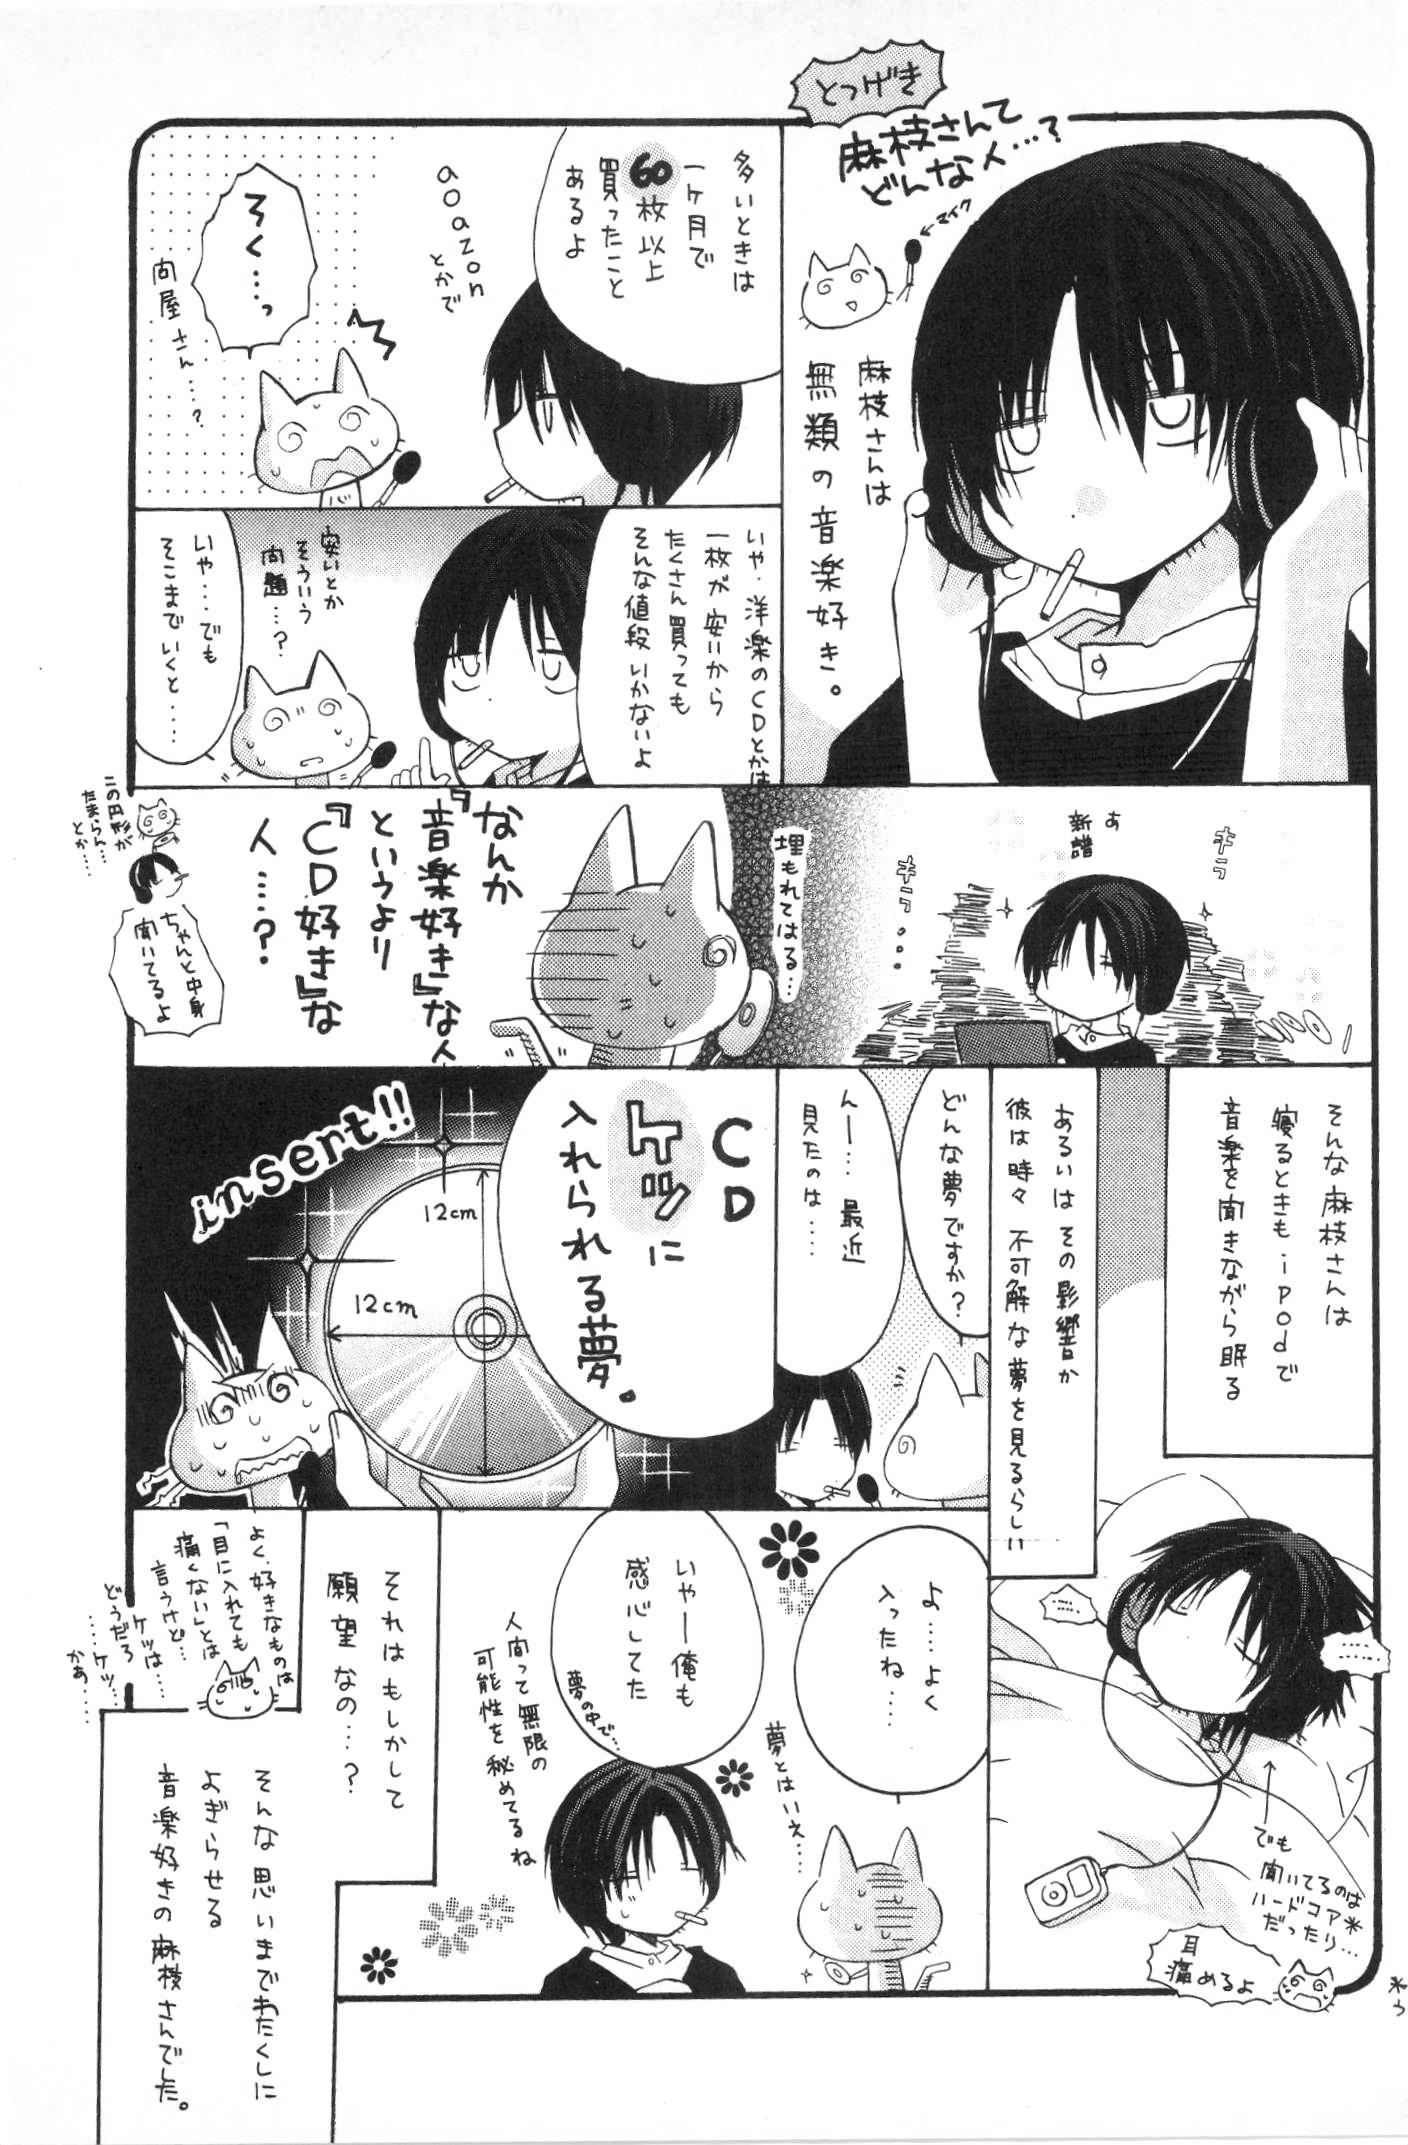 とつげき
麻枝さんて
どんな人…?
←マイク
麻枝さんは
無類の音楽好き。
多いときは
一ヶ月で
60枚以上
買ったこと
あるよ
aoazon
とかで
ろく…っ
向屋さん…?
いや・洋楽のCDとかは
一枚が安いから
たくさん買っても
そんな値段いかないよ
安いとか
そういう
問題…?
いや…でも
そこまでいくと…
あ
新譜
キラ
キラ
埋もれてはる…
なんか
『音楽好き』な人
というより
『CD好き』な
人…?
この円形が
たまらん…
とか…
ちゃんと中身
聞いてるよ
そんな麻枝さんは
寝るときもipodで
音楽を聞きながら眠る
あるいはその影響か
彼は時々不可解な夢を見るらしい
……
……
↑でも
聞いてるのは
ハードコア※
だったり…
耳
痛めるよ
どんな夢ですか?
んー…最近
見たのは…
CD
ケツに
入れられる夢。
insert!!
12cm
12cm
よ…よく
入ったね…
夢とはいえ…
いやー俺も
感心してた
夢の中で…
人間って無限の
可能性を秘めてるね
それはもしかして
願望なの…?
よく好きなものは
「目に入れても
痛くない」とは
言うけど…
ケツは…
どうだろ
…ケツ…
かぁ…
そんな思いまでわたくしに
よぎらせる
音楽好きの麻枝さんでした。